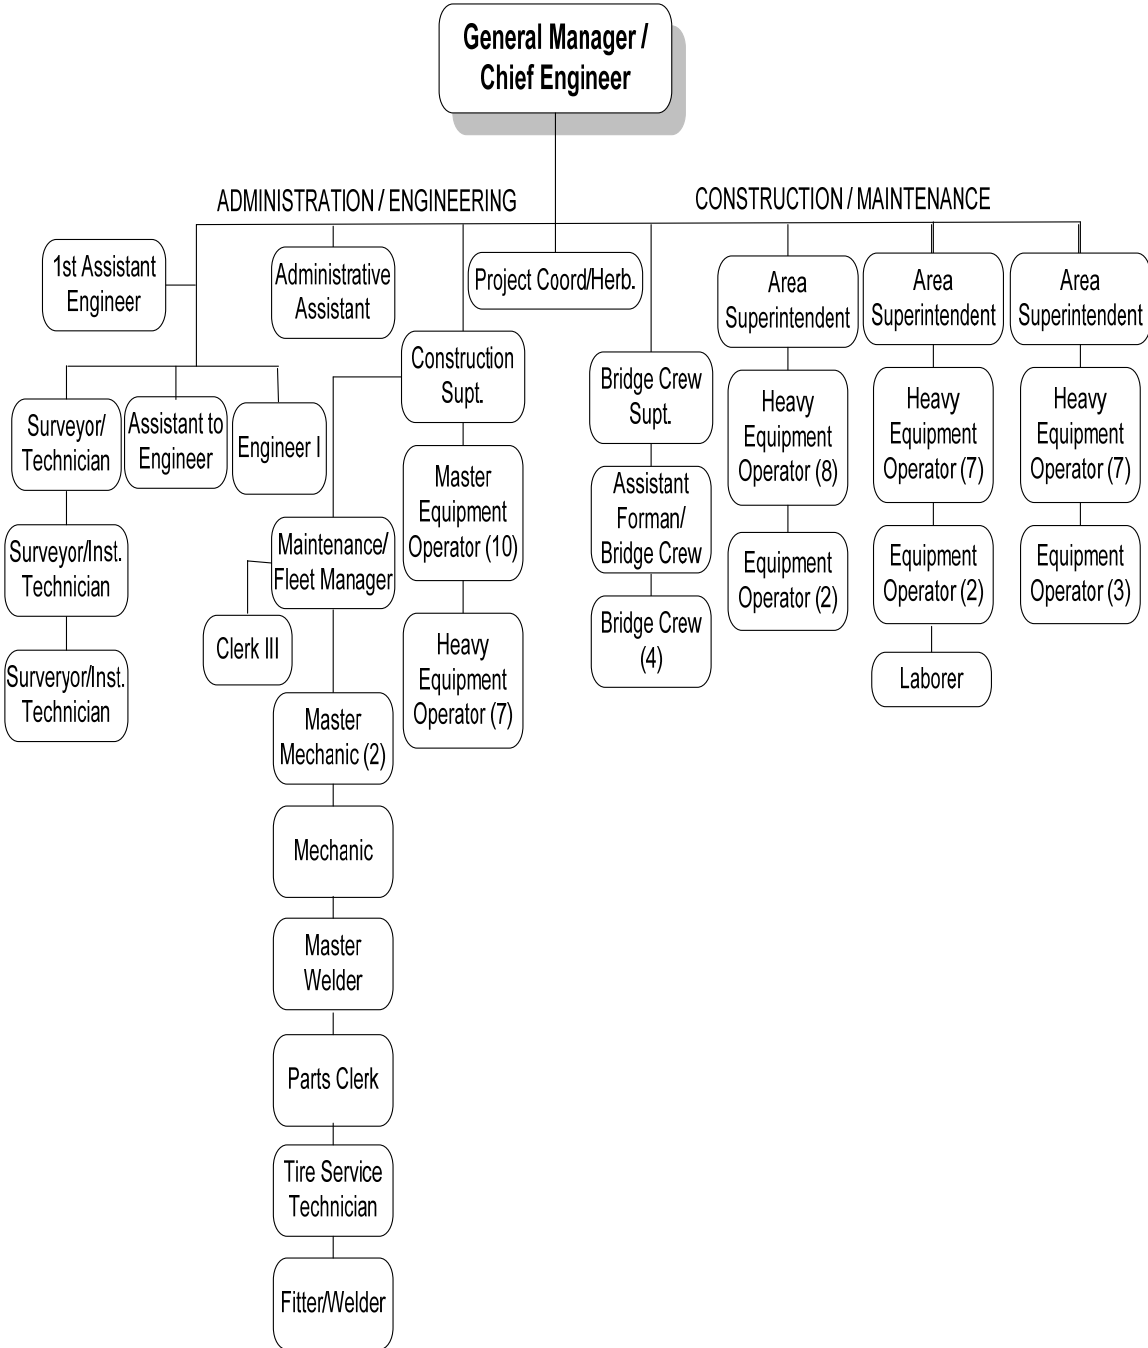 General Manager /
Chief Engineer
ADMINISTRATION / ENGINEERING
CONSTRUCTION / MAINTENANCE
1st Assistant
Engineer
Administrative
Assistant
Project Coord/Herb.
Area
Superintendent
Area
Superintendent
Area
Superintendent
Construction
Supt.
Bridge Crew
Supt.
Surveyor/
Technician
Assistant to
Engineer
Engineer I
Heavy
Equipment
Operator (8)
Heavy
Equipment
Operator (7)
Heavy
Equipment
Operator (7)
Master
Equipment
Operator (10)
Assistant
Forman/
Bridge Crew
Surveyor/Inst.
Technician
Maintenance/
Fleet Manager
Equipment
Operator (2)
Equipment
Operator (2)
Equipment
Operator (3)
Clerk III
Heavy
Equipment
Operator (7)
Bridge Crew
(4)
Laborer
Surveryor/Inst.
Technician
Master
Mechanic (2)
Mechanic
Master
Welder
Parts Clerk
Tire Service
Technician
Fitter/Welder